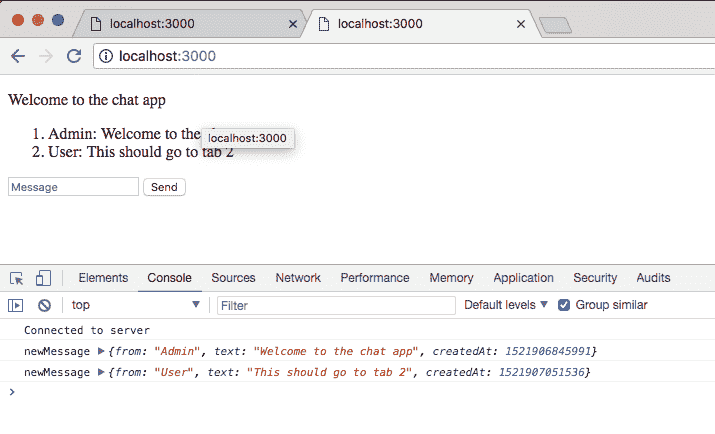 localhost:3000
localhost:3000
localhost:3000
Welcome to the chat app
1. Admin: Welcome to the
localhost:3000
2. User: This should go to tab 2
Message
Send
Elements Console Sources Network Performance Memory Application Security Audits
top Filter Default levels Group similar
Connected to server
newMessage {from: "Admin", text: "Welcome to the chat app", createdAt: 1521906845991}
newMessage {from: "User", text: "This should go to tab 2", createdAt: 1521907051536}